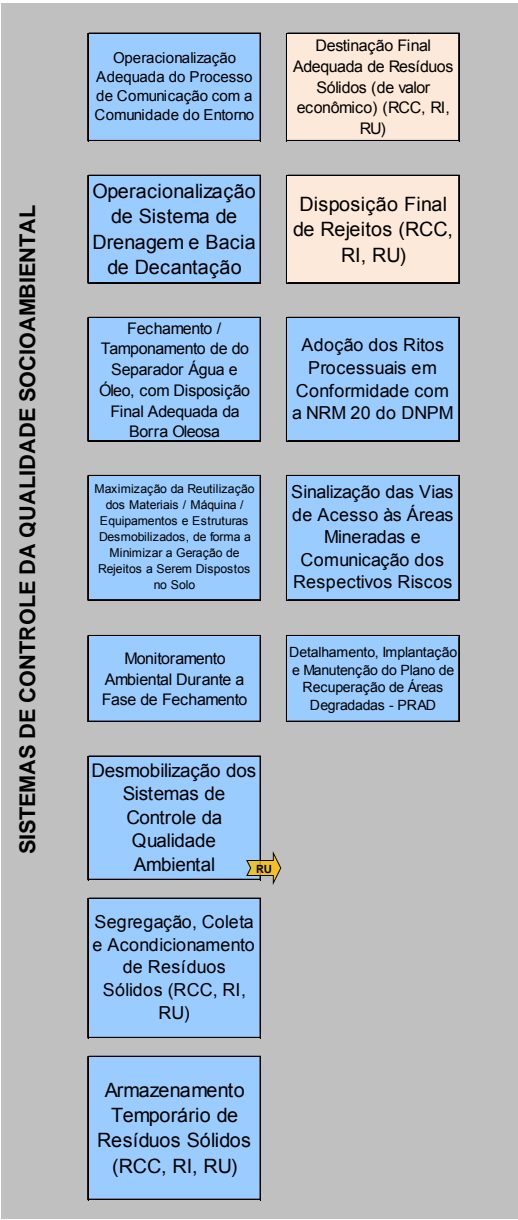 SISTEMAS DE CONTROLE DA QUALIDADE SOCIOAMBIENTAL
Operacionalização
Adequada do Processo
de Comunicação com a
Comunidade do Entorno
Operacionalização
de Sistema de
Drenagem e Bacia
de Decantação
Fechamento /
Tamponamento de do
Separador Água e
Óleo, com Disposição
Final Adequada da
Borra Oleosa
Maximização da Reutilização
dos Materiais / Máquina /
Equipamentos e Estruturas
Desmobilizados, de forma a
Minimizar a Geração de
Rejeitos a Serem Dispostos
no Solo
Monitoramento
Ambiental Durante a
Fase de Fechamento
Desmobilização dos
Sistemas de
Controle da
Qualidade
Ambiental
RU
Segregação, Coleta
e Acondicionamento
de Resíduos
Sólidos (RCC, RI,
RU)
Armazenamento
Temporário de
Resíduos Sólidos
(RCC, RI, RU)
Destinação Final
Adequada de Resíduos
Sólidos (de valor
econômico) (RCC, RI,
RU)
Disposição Final
de Rejeitos (RCC,
RI, RU)
Adoção dos Ritos
Processuais em
Conformidade com
a NRM 20 do DNPM
Sinalização das Vias
de Acesso às Áreas
Mineradas e
Comunicação dos
Respectivos Riscos
Detalhamento, Implantação
e Manutenção do Plano de
Recuperação de Áreas
Degradadas - PRAD